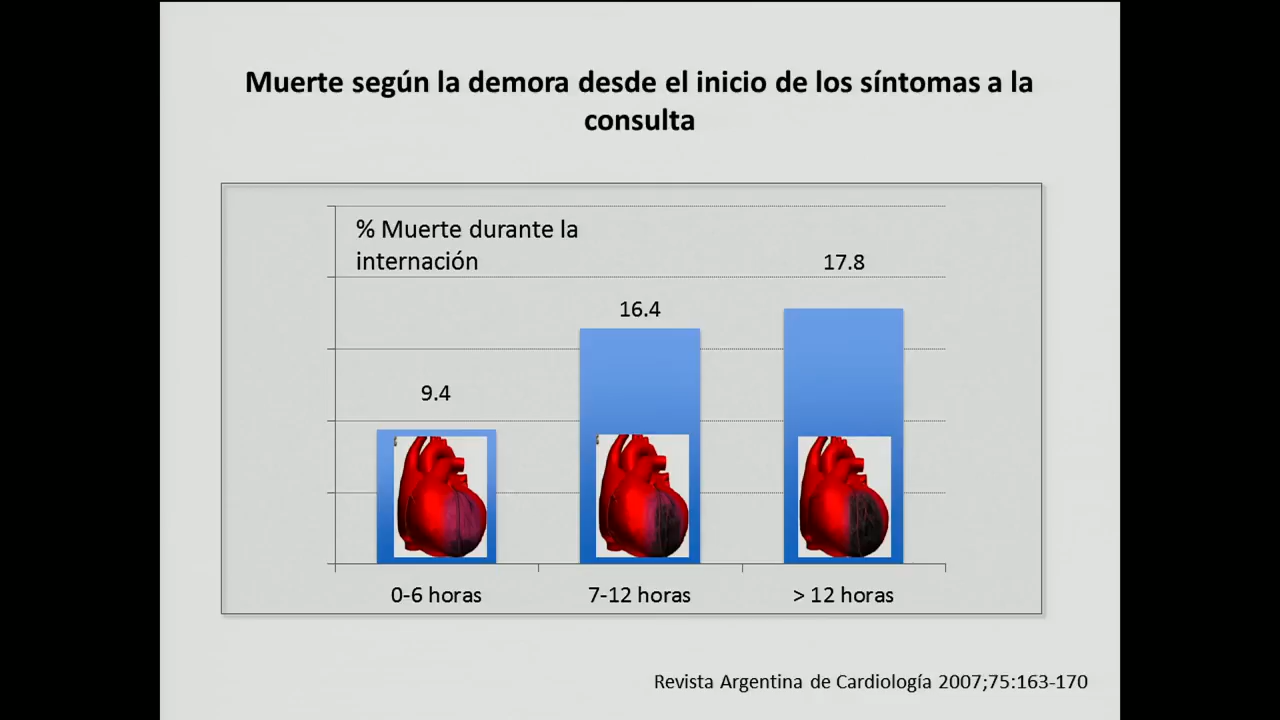 Muerte según la demora desde el inicio de los síntomas a la
consulta
% Muerte durante la
internación
9.4
16.4
17.8
0-6 horas
7-12 horas
> 12 horas
Revista Argentina de Cardiología 2007;75:163-170